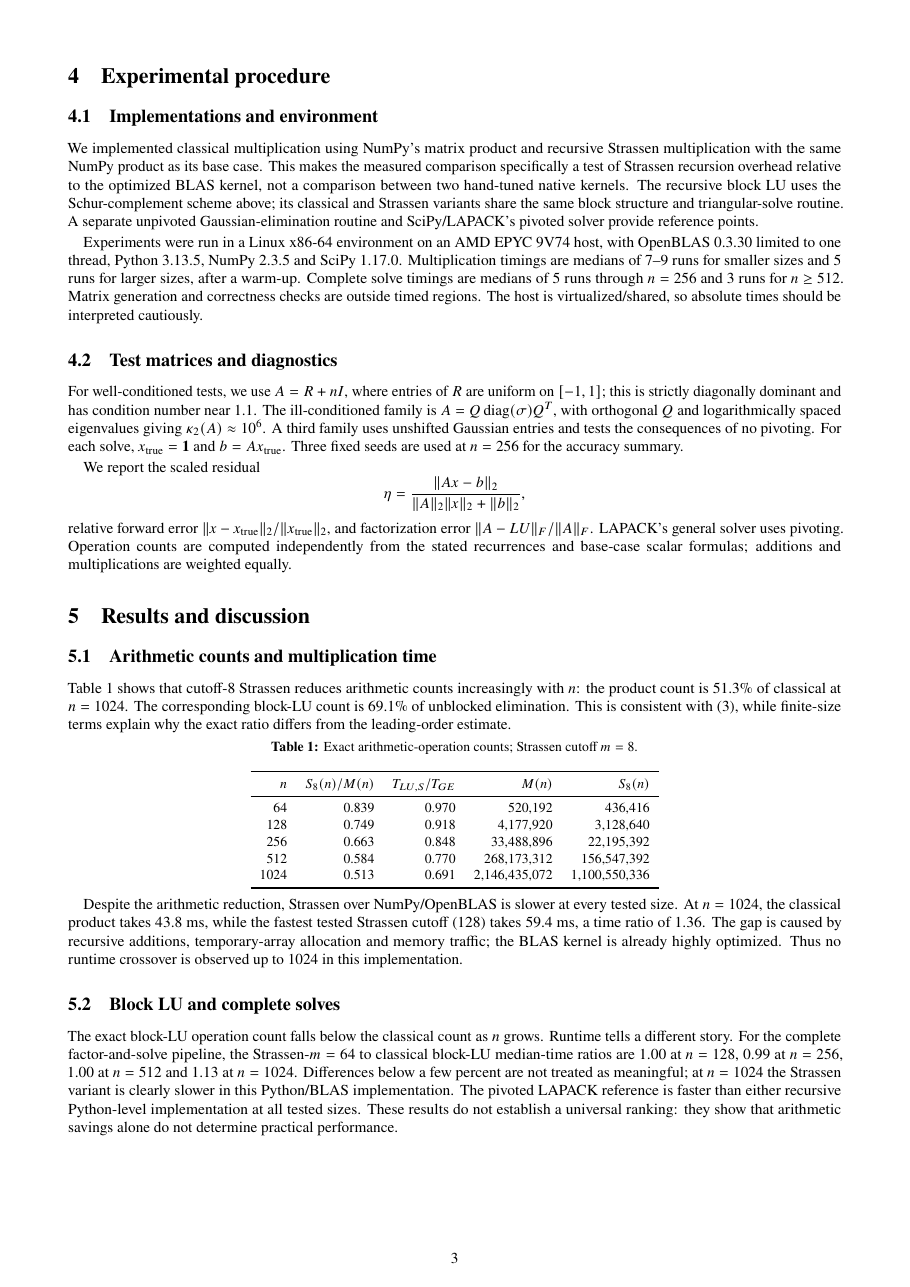 4 Experimental procedure
4.1 Implementations and environment
We implemented classical multiplication using NumPy's matrix product and recursive Strassen multiplication with the same
NumPy product as its base case. This makes the measured comparison specifically a test of Strassen recursion overhead relative
to the optimized BLAS kernel, not a comparison between two hand-tuned native kernels. The recursive block LU uses the
Schur-complement scheme above; its classical and Strassen variants share the same block structure and triangular-solve routine.
A separate unpivoted Gaussian-elimination routine and SciPy/LAPACK's pivoted solver provide reference points.
Experiments were run in a Linux x86-64 environment on an AMD EPYC 9V74 host, with OpenBLAS 0.3.30 limited to one
thread, Python 3.13.5, NumPy 2.3.5 and SciPy 1.17.0. Multiplication timings are medians of 7–9 runs for smaller sizes and 5
runs for larger sizes, after a warm-up. Complete solve timings are medians of 5 runs through n = 256 and 3 runs for n ≥ 512.
Matrix generation and correctness checks are outside timed regions. The host is virtualized/shared, so absolute times should be
interpreted cautiously.
4.2 Test matrices and diagnostics
For well-conditioned tests, we use A = R + nI, where entries of R are uniform on [−1, 1]; this is strictly diagonally dominant and
has condition number near 1.1. The ill-conditioned family is A = Q diag(σ)Q^T, with orthogonal Q and logarithmically spaced
eigenvalues giving κ₂(A) ≈ 10⁶. A third family uses unshifted Gaussian entries and tests the consequences of no pivoting. For
each solve, x_true = 1 and b = Ax_true. Three fixed seeds are used at n = 256 for the accuracy summary.
We report the scaled residual
η = ‖Ax − b‖₂ / (‖A‖₂‖x‖₂ + ‖b‖₂),
relative forward error ‖x − x_true‖₂/‖x_true‖₂, and factorization error ‖A − LU‖_F/‖A‖_F. LAPACK's general solver uses pivoting.
Operation counts are computed independently from the stated recurrences and base-case scalar formulas; additions and
multiplications are weighted equally.
5 Results and discussion
5.1 Arithmetic counts and multiplication time
Table 1 shows that cutoff-8 Strassen reduces arithmetic counts increasingly with n: the product count is 51.3% of classical at
n = 1024. The corresponding block-LU count is 69.1% of unblocked elimination. This is consistent with (3), while finite-size
terms explain why the exact ratio differs from the leading-order estimate.
Table 1: Exact arithmetic-operation counts; Strassen cutoff m = 8.
n S₈(n)/M(n) T_LU,S/T_GE M(n) S₈(n)
64 0.839 0.970 520,192 436,416
128 0.749 0.918 4,177,920 3,128,640
256 0.663 0.848 33,488,896 22,195,392
512 0.584 0.770 268,173,312 156,547,392
1024 0.513 0.691 2,146,435,072 1,100,550,336
Despite the arithmetic reduction, Strassen over NumPy/OpenBLAS is slower at every tested size. At n = 1024, the classical
product takes 43.8 ms, while the fastest tested Strassen cutoff (128) takes 59.4 ms, a time ratio of 1.36. The gap is caused by
recursive additions, temporary-array allocation and memory traffic; the BLAS kernel is already highly optimized. Thus no
runtime crossover is observed up to 1024 in this implementation.
5.2 Block LU and complete solves
The exact block-LU operation count falls below the classical count as n grows. Runtime tells a different story. For the complete
factor-and-solve pipeline, the Strassen-m = 64 to classical block-LU median-time ratios are 1.00 at n = 128, 0.99 at n = 256,
1.00 at n = 512 and 1.13 at n = 1024. Differences below a few percent are not treated as meaningful; at n = 1024 the Strassen
variant is clearly slower in this Python/BLAS implementation. The pivoted LAPACK reference is faster than either recursive
Python-level implementation at all tested sizes. These results do not establish a universal ranking: they show that arithmetic
savings alone do not determine practical performance.
3